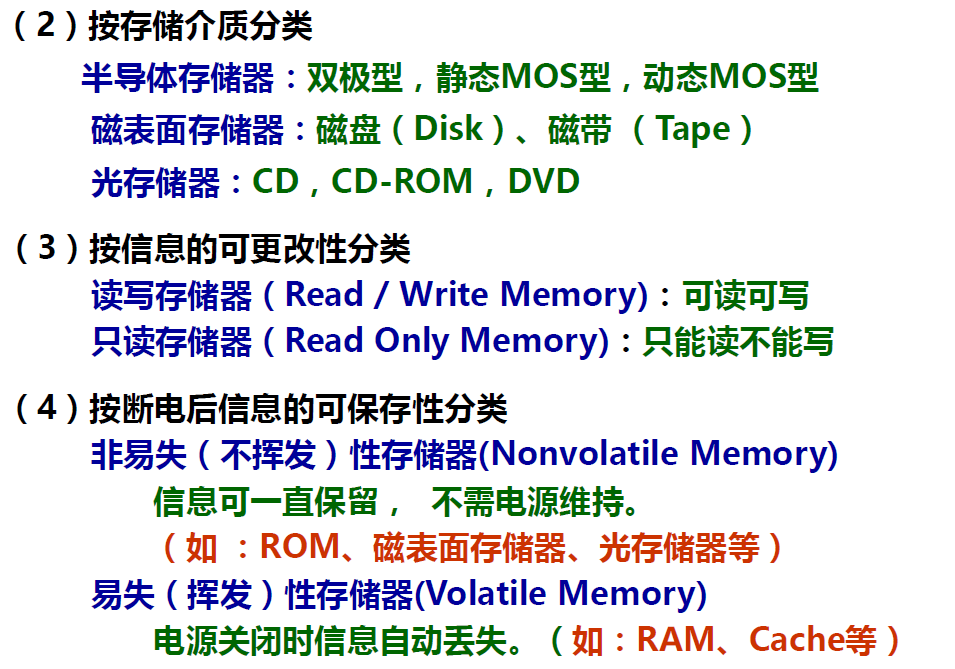 （2）按存储介质分类
半导体存储器：双极型，静态MOS型，动态MOS型
磁表面存储器：磁盘（Disk）、磁带 （Tape）
光存储器：CD，CD-ROM，DVD
（3）按信息的可更改性分类
读写存储器（Read / Write Memory)：可读可写
只读存储器（Read Only Memory)：只能读不能写
（4）按断电后信息的可保存性分类
非易失（不挥发）性存储器(Nonvolatile Memory)
信息可一直保留， 不需电源维持。
（如 ：ROM、磁表面存储器、光存储器等）
易失（挥发）性存储器(Volatile Memory)
电源关闭时信息自动丢失。（如：RAM、Cache等）